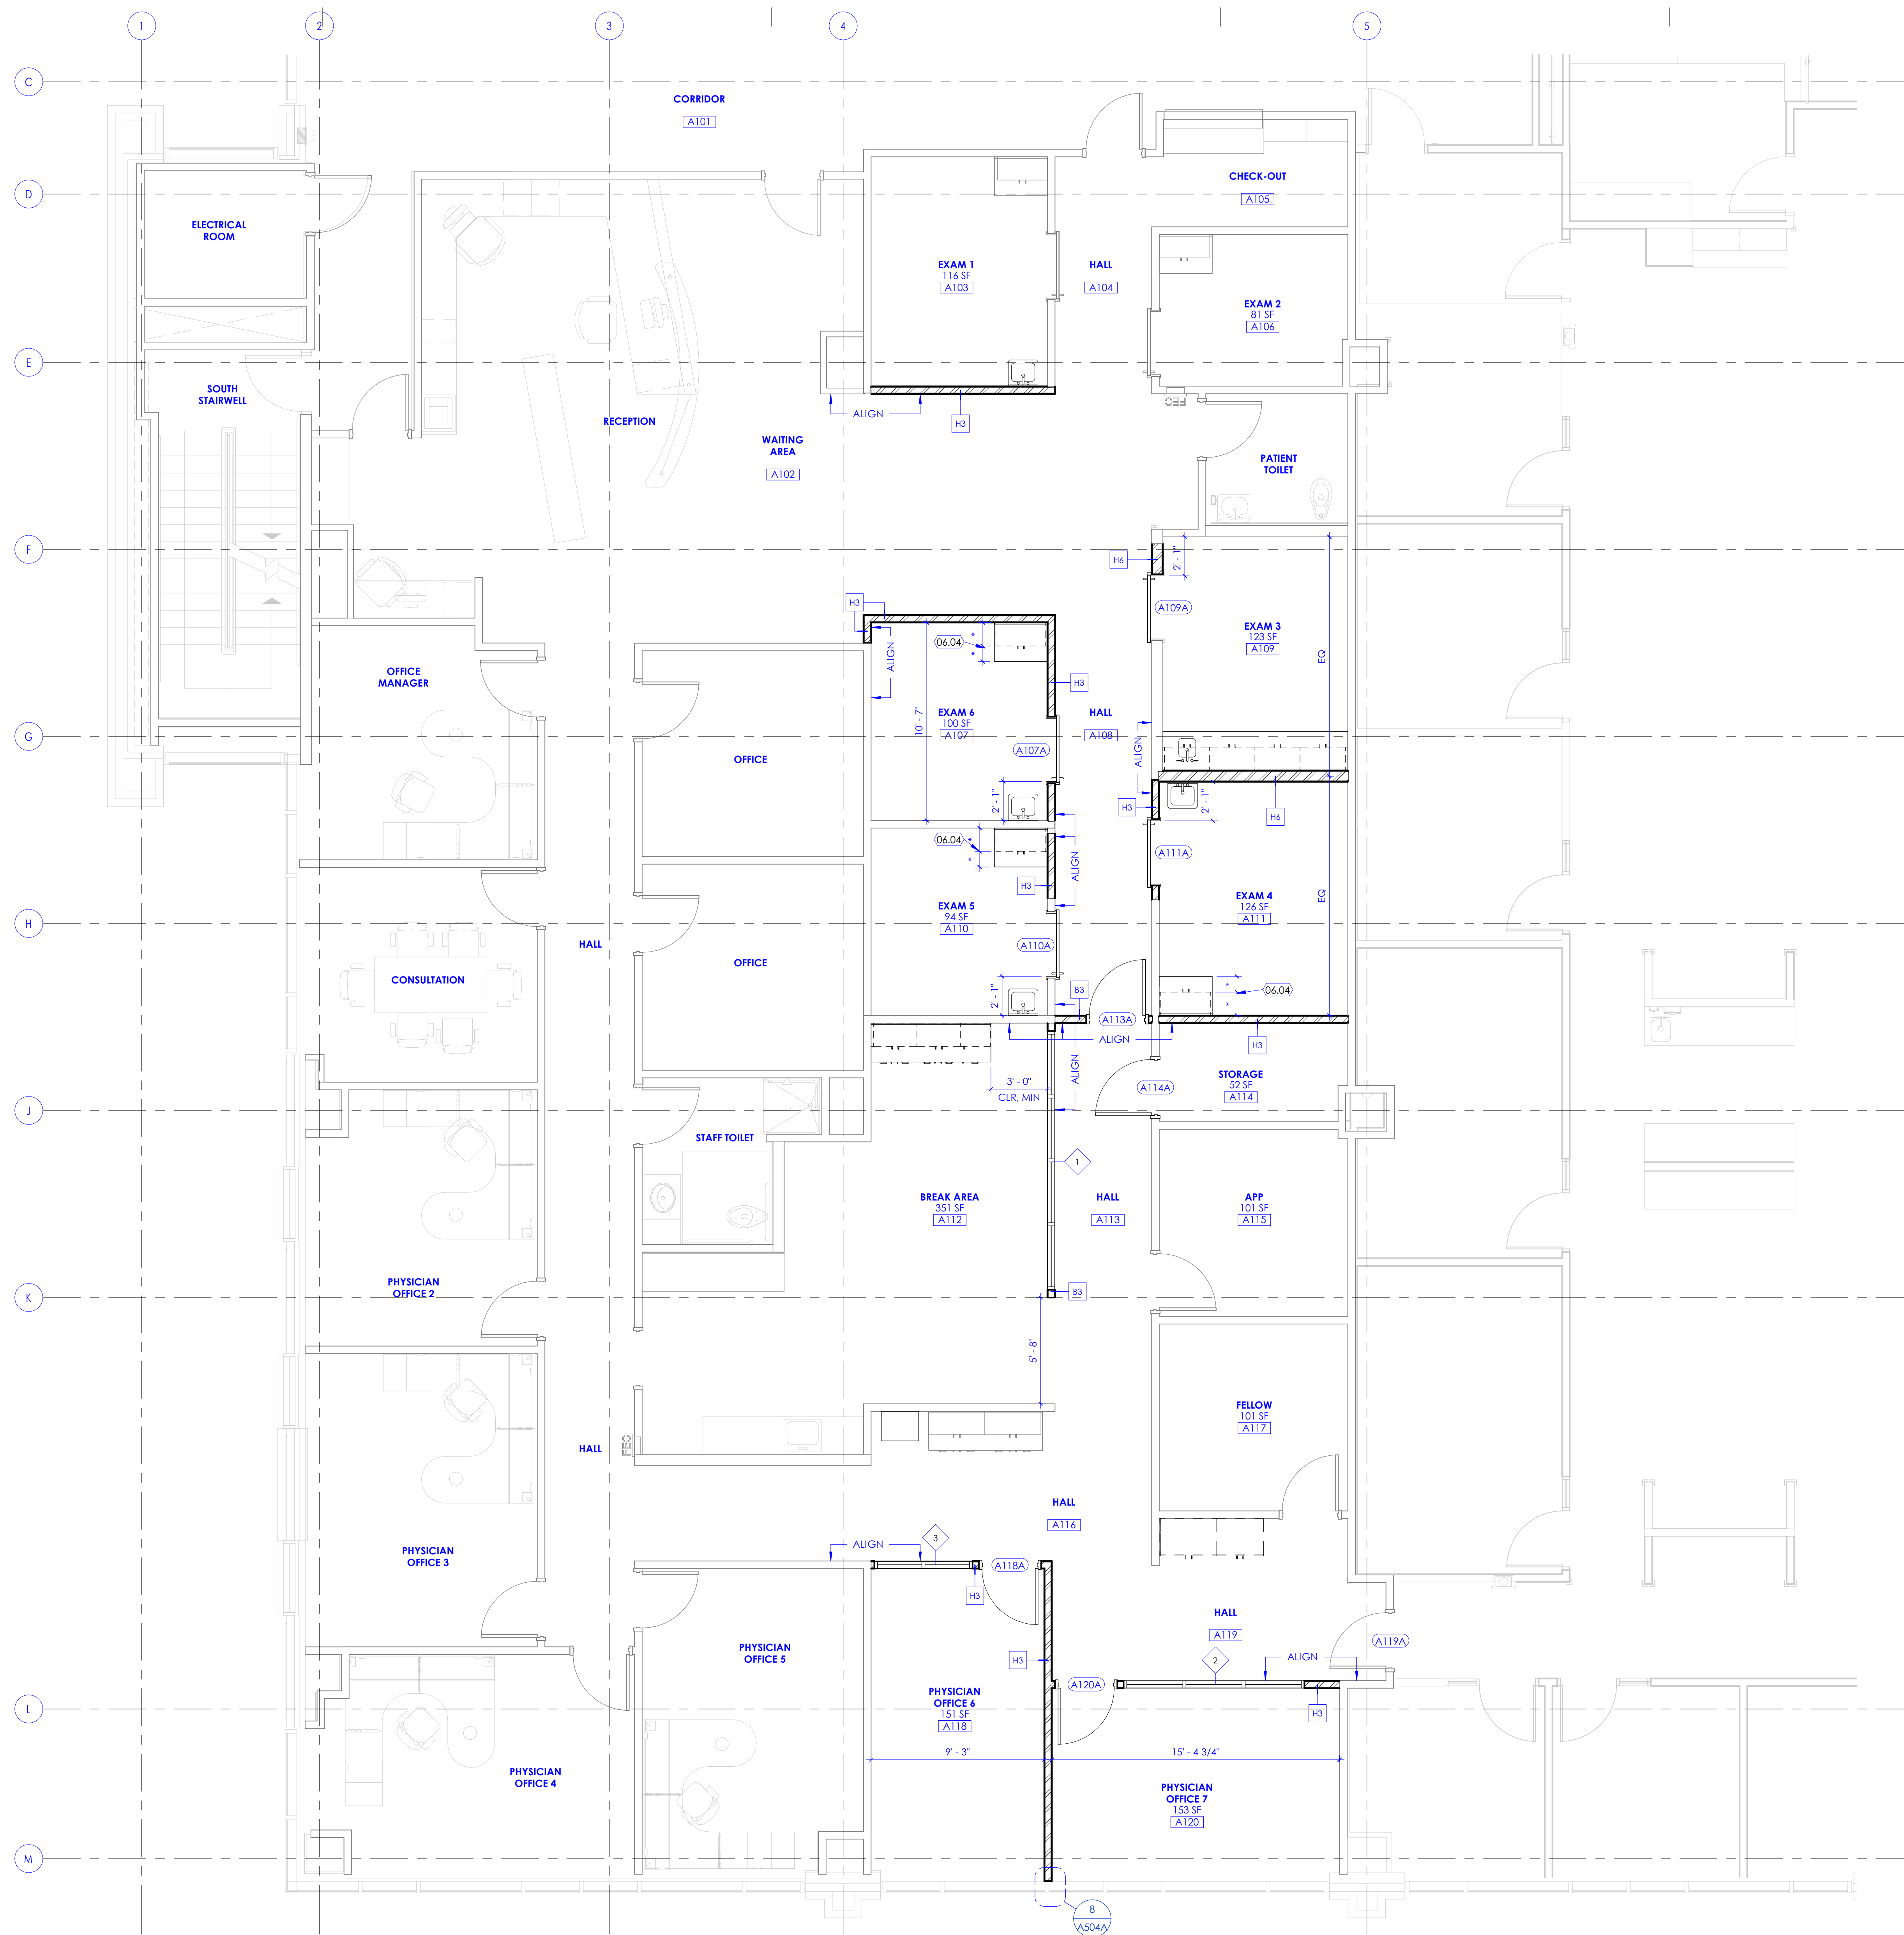 1
2
3
4
5
C
D
E
F
G
H
J
K
L
M
CORRIDOR
A101
CHECK-OUT
A105
ELECTRICAL
ROOM
EXAM 1
116 SF
A103
HALL
A104
EXAM 2
81 SF
A106
SOUTH
STAIRWELL
RECEPTION
ALIGN
H3
FEC
WAITING
AREA
A102
PATIENT
TOILET
H6
2' - 1"
H3
A109A
06.04
*
*
ALIGN
EXAM 3
123 SF
A109
EQ
OFFICE
MANAGER
H3
10' - 7"
EXAM 6
100 SF
A107
HALL
A108
A107A
ALIGN
OFFICE
2' - 1"
H3
2' - 1"
H6
06.04
*
*
ALIGN
A111A
H3
EXAM 5
94 SF
A110
EXAM 4
126 SF
A111
EQ
HALL
A110A
OFFICE
CONSULTATION
2' - 1"
B3
06.04
*
*
A113A
ALIGN
H3
ALIGN
3' - 0"
CLR, MIN
A114A
STORAGE
52 SF
A114
STAFF TOILET
1
BREAK AREA
351 SF
A112
HALL
A113
APP
101 SF
A115
PHYSICIAN
OFFICE 2
B3
5' - 8"
FELLOW
101 SF
A117
HALL
FEC
HALL
A116
PHYSICIAN
OFFICE 3
ALIGN
3
A118A
H3
HALL
A119
A119A
PHYSICIAN
OFFICE 5
H3
2
ALIGN
PHYSICIAN
OFFICE 6
151 SF
A118
A120A
H3
9' - 3"
15' - 4 3/4"
PHYSICIAN
OFFICE 4
PHYSICIAN
OFFICE 7
153 SF
A120
8
A504A